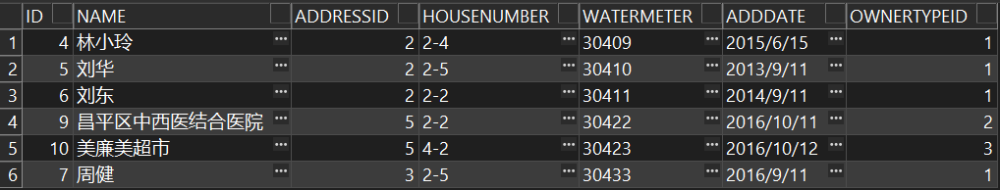 ID NAME ADDRESSID HOUSENUMBER WATERMETER ADDDATE OWNERTYPEID
1 4 林小玲 ... 2 2-4 ... 30409 ... 2015/6/15 1
2 5 刘华 ... 2 2-5 ... 30410 ... 2013/9/11 1
3 6 刘东 ... 2 2-2 ... 30411 ... 2014/9/11 1
4 9 昌平区中西医结合医院 ... 5 2-2 ... 30422 ... 2016/10/11 2
5 10 美廉美超市 ... 5 4-2 ... 30423 ... 2016/10/12 3
6 7 周健 ... 3 2-5 ... 30433 ... 2016/9/11 1